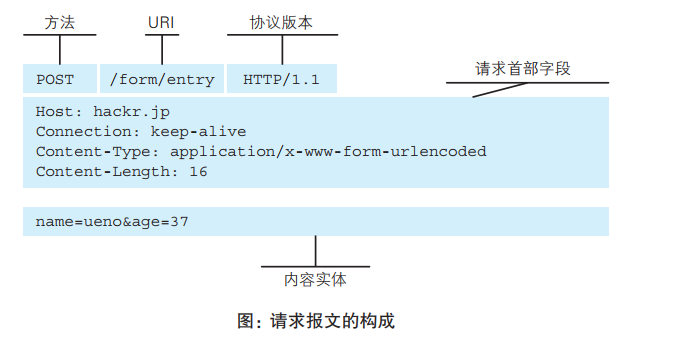 方法 URI 协议版本
请求首部字段
POST /form/entry HTTP/1.1
Host: hackr.jp
Connection: keep-alive
Content-Type: application/x-www-form-urlencoded
Content-Length: 16
name=ueno&age=37
内容实体
图: 请求报文的构成